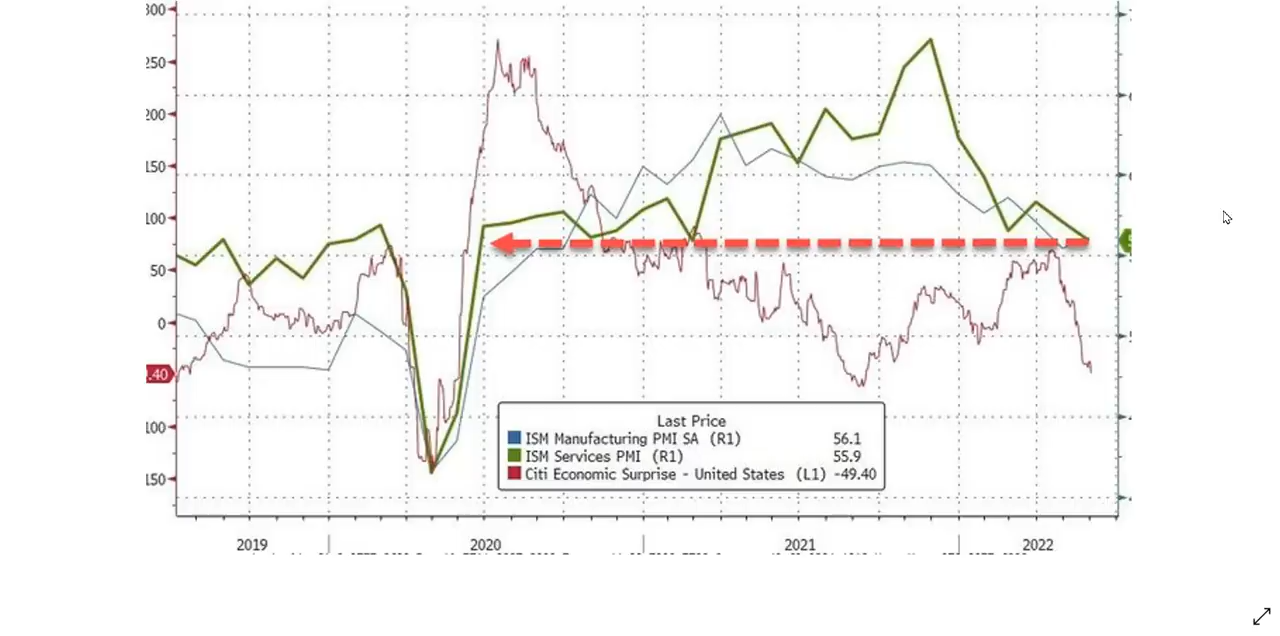 300
250
200
150
100
50
0
.40
100
150
Last Price
ISM Manufacturing PMI SA (R1) 56.1
ISM Services PMI (R1) 55.9
Citi Economic Surprise - United States (L1) -49.40
2019 2020 2021 2022